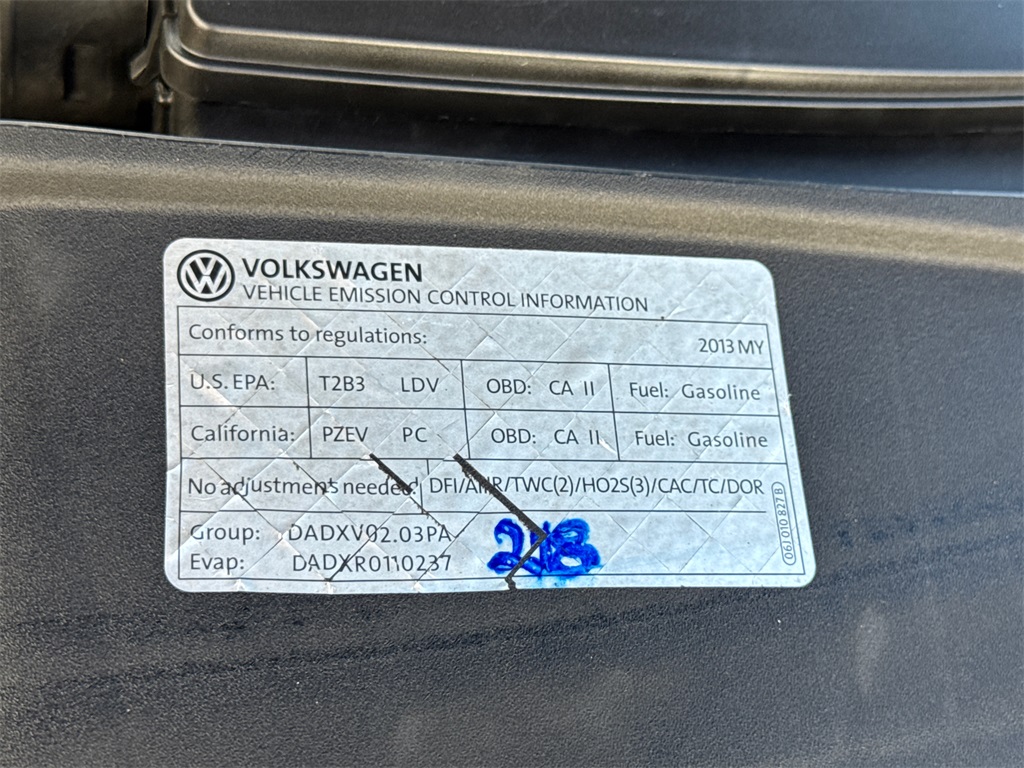 VOLKSWAGEN
VEHICLE EMISSION CONTROL INFORMATION
Conforms to regulations: 2013 MY
U.S. EPA: T2B3 LDV OBD: CA II Fuel: Gasoline
California: PZEV PC OBD: CA II Fuel: Gasoline
No adjustments needed. DFI/AIR/TWC(2)/HO2S(3)/CAC/TC/DOR
Group: DADXV02.03PA
Evap: DADXR0110237
06J 010 827 B